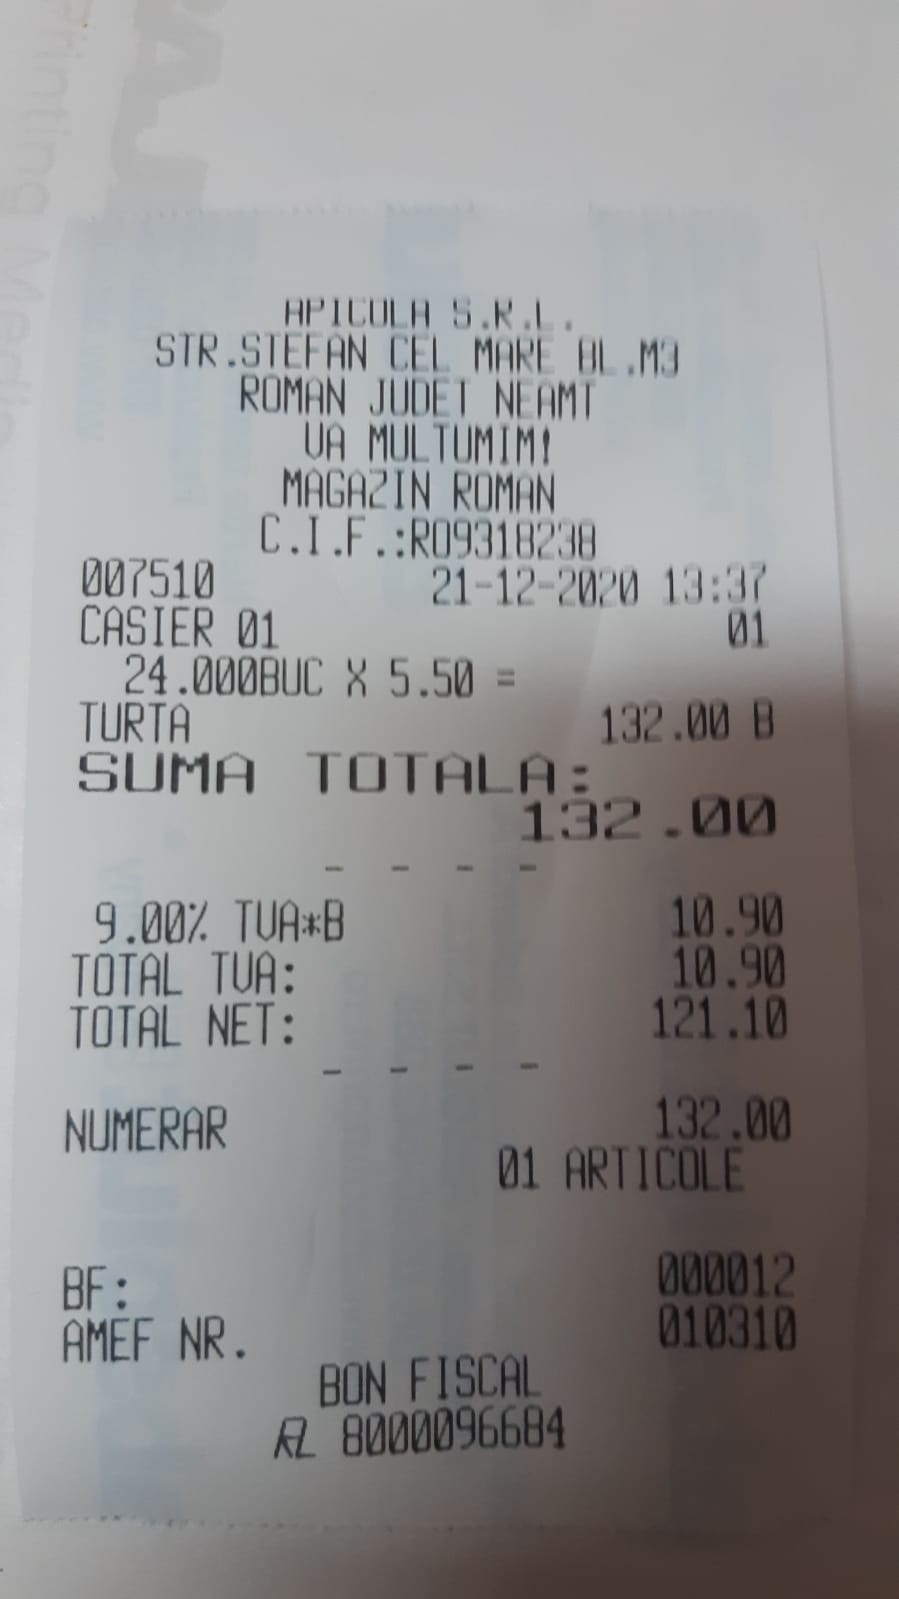 APICOLA S.R.L.
STR.STEFAN CEL MARE BL.M3
ROMAN JUDET NEAMT
VA MULTUMIM!
MAGAZIN ROMAN
C.I.F.:RO9318238
007510 21-12-2020 13:37
CASIER 01 01
24.000BUC X 5.50 =
TURTA 132.00 B
SUMA TOTALA:
132.00
- - - -
9.00% TVA*B 10.90
TOTAL TVA: 10.90
TOTAL NET: 121.10
- - - -
NUMERAR 132.00
01 ARTICOLE
BF: 000012
AMEF NR. 010310
BON FISCAL
8000096684